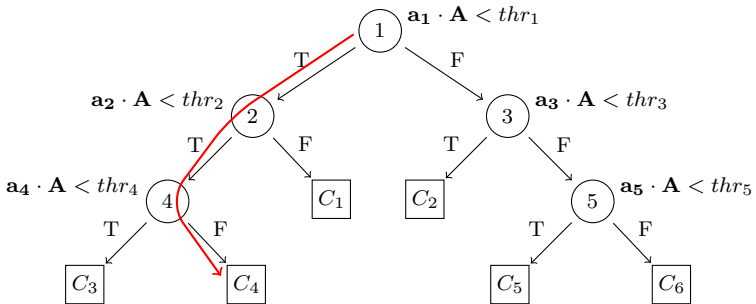 1
𝐚₁ · 𝐀 < thr₁
T
F
𝐚₂ · 𝐀 < thr₂
2
3
𝐚₃ · 𝐀 < thr₃
T
F
T
F
𝐚₄ · 𝐀 < thr₄
4
C₁
C₂
5
𝐚₅ · 𝐀 < thr₅
T
F
T
F
C₃
C₄
C₅
C₆